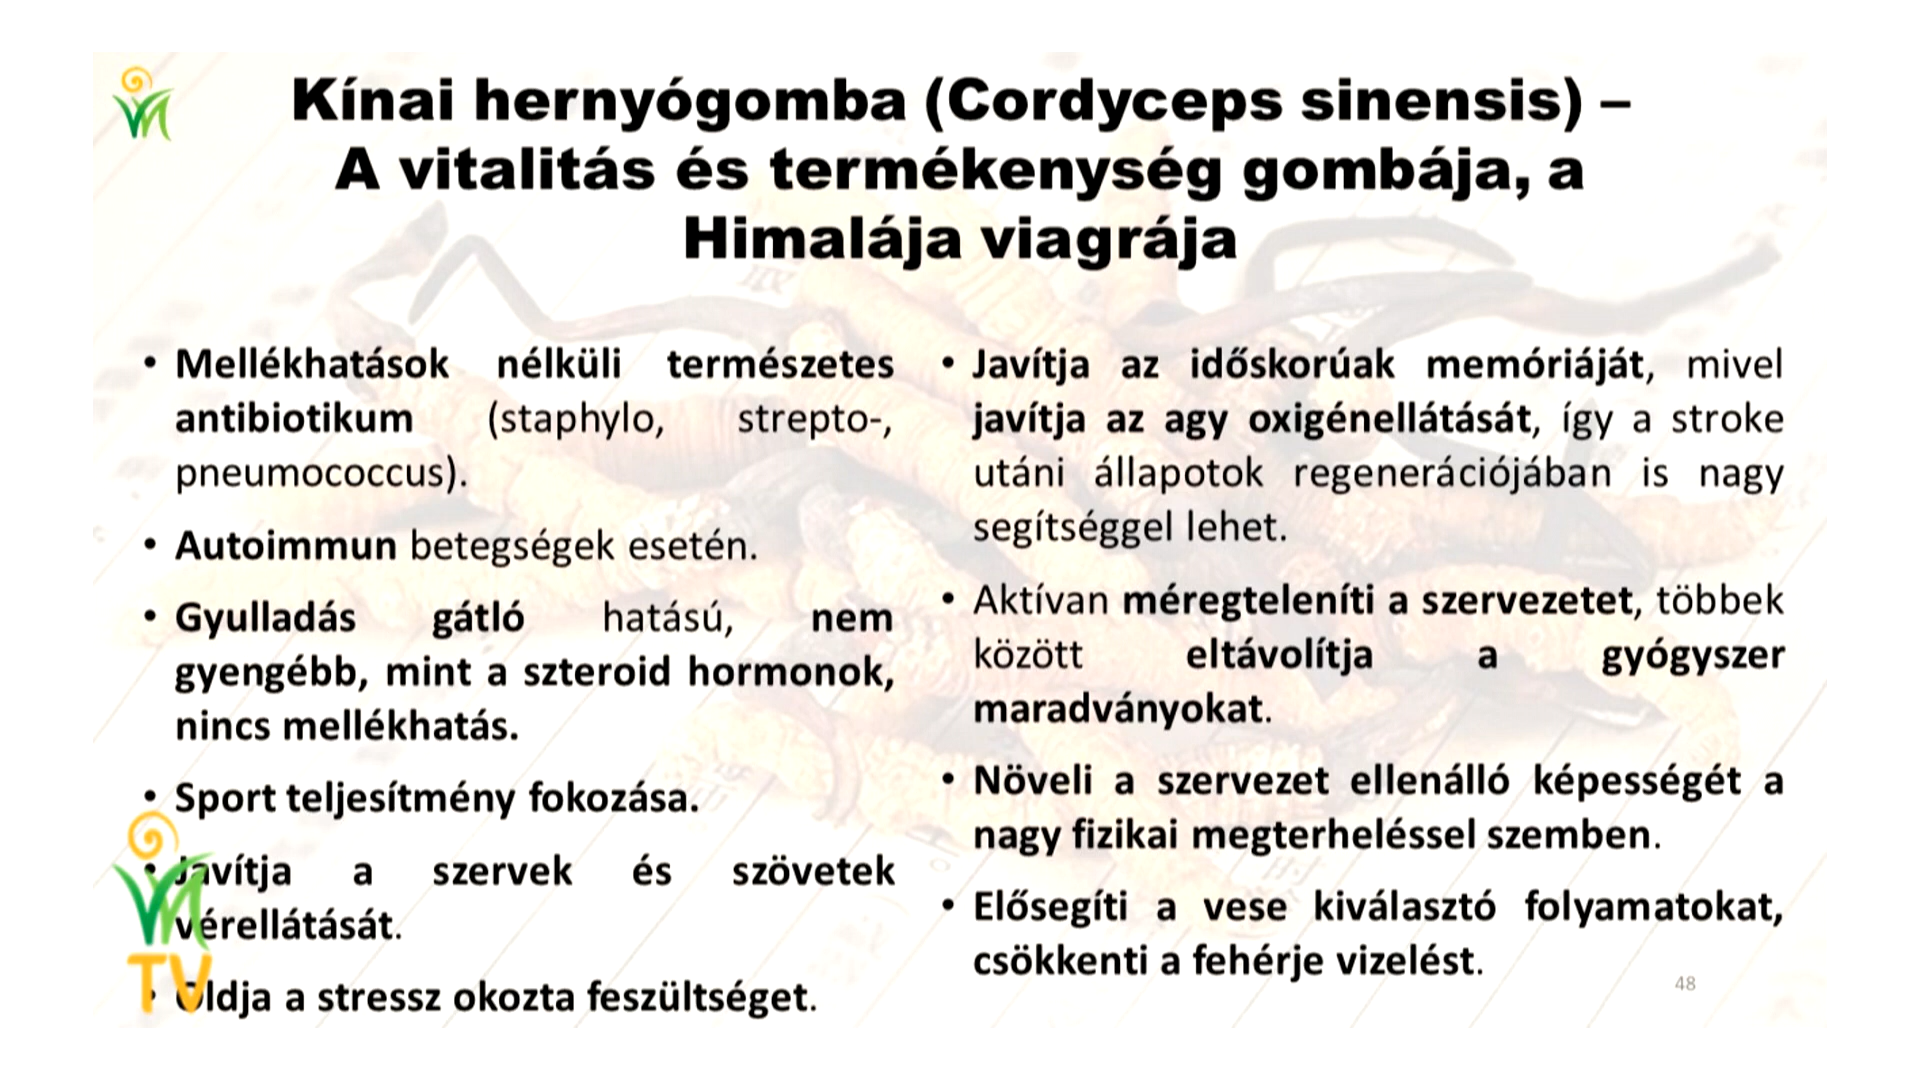 Kínai hernyógomba (Cordyceps sinensis) –
A vitalitás és termékenység gombája, a
Himalája viagrája
• Mellékhatások nélküli természetes
antibiotikum (staphylo, strepto-,
pneumococcus).
• Autoimmun betegségek esetén.
• Gyulladás gátló hatású, nem
gyengébb, mint a szteroid hormonok,
nincs mellékhatás.
• Sport teljesítmény fokozása.
• Javítja a szervek és szövetek
vérellátását.
• Oldja a stressz okozta feszültséget.
• Javítja az időskorúak memóriáját, mivel
javítja az agy oxigénellátását, így a stroke
utáni állapotok regenerációjában is nagy
segítséggel lehet.
• Aktívan méregteleníti a szervezetet, többek
között eltávolítja a gyógyszer
maradványokat.
• Növeli a szervezet ellenálló képességét a
nagy fizikai megterheléssel szemben.
• Elősegíti a vese kiválasztó folyamatokat,
csökkenti a fehérje vizelést.
48
TV